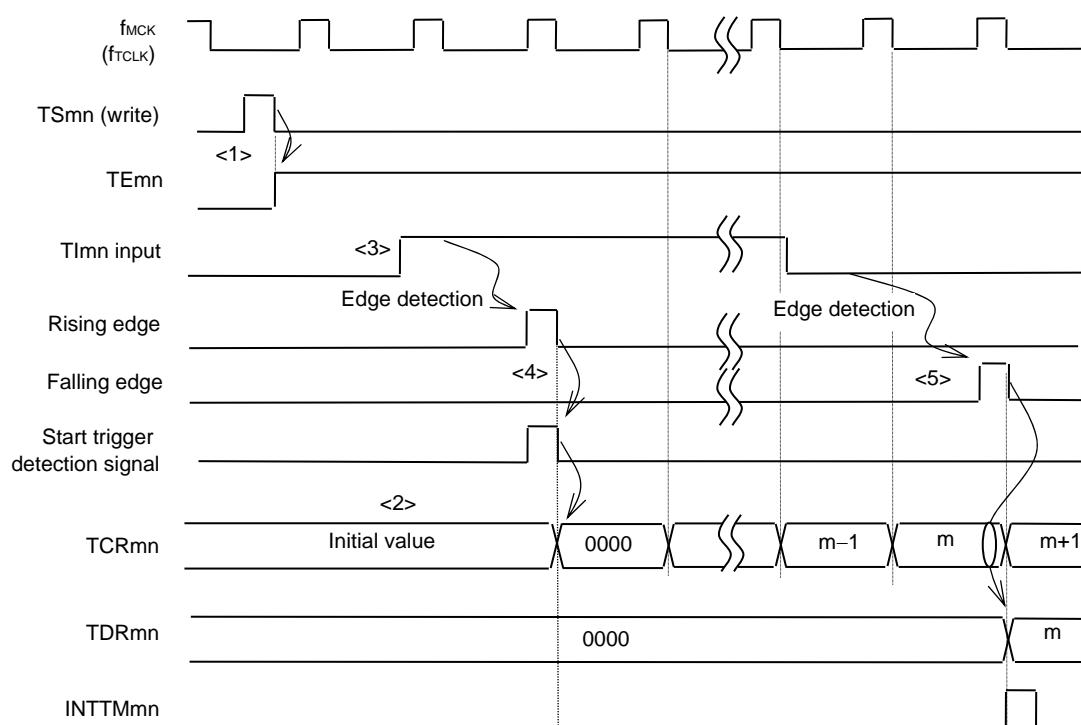 fMCK
(fTCLK)
TSmn (write)
<1>
TEmn
TImn input
<3>
Edge detection
Edge detection
Rising edge
<4>
<5>
Falling edge
Start trigger
detection signal
<2>
TCRmn
Initial value
0000
m−1
m
m+1
TDRmn
0000
m
INTTMmn